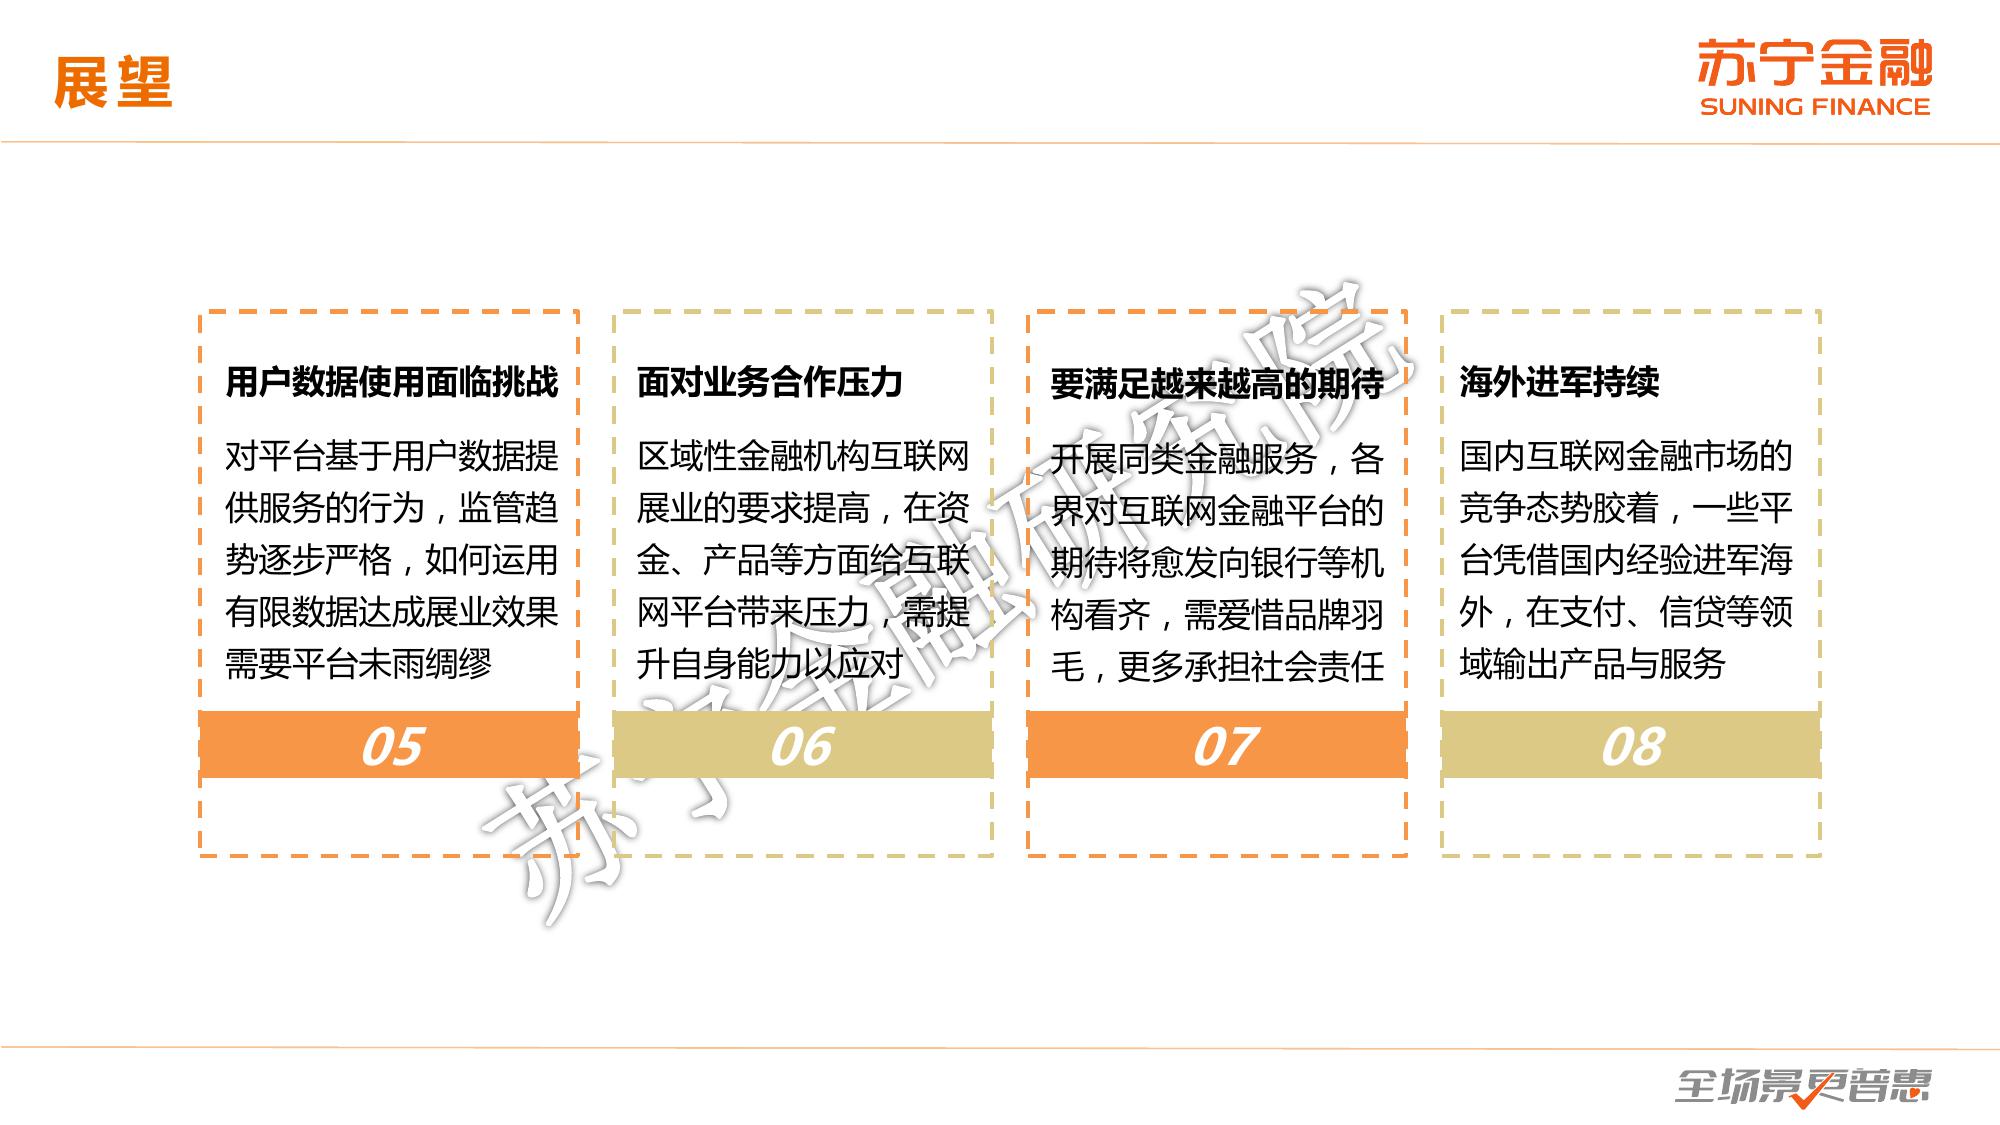 展望
苏宁金融
SUNING FINANCE
用户数据使用面临挑战
对平台基于用户数据提
供服务的行为，监管趋
势逐步严格，如何运用
有限数据达成展业效果
需要平台未雨绸缪
05
面对业务合作压力
区域性金融机构互联网
展业的要求提高，在资
金、产品等方面给互联
网平台带来压力，需提
升自身能力以应对
06
要满足越来越高的期待
开展同类金融服务，各
界对互联网金融平台的
期待将愈发向银行等机
构看齐，需爱惜品牌羽
毛，更多承担社会责任
07
海外进军持续
国内互联网金融市场的
竞争态势胶着，一些平
台凭借国内经验进军海
外，在支付、信贷等领
域输出产品与服务
08
苏宁金融研究院
全场景更普惠